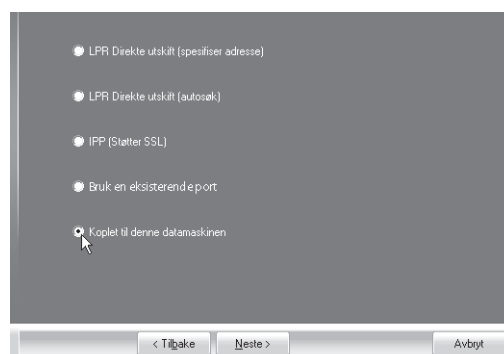 LPR Direkte utskift (spesifiser adresse)
LPR Direkte utskift (autosøk)
IPP (Støtter SSL)
Bruk en eksisterende port
Koplet til denne datamaskinen
< Tilbake
Neste >
Avbryt